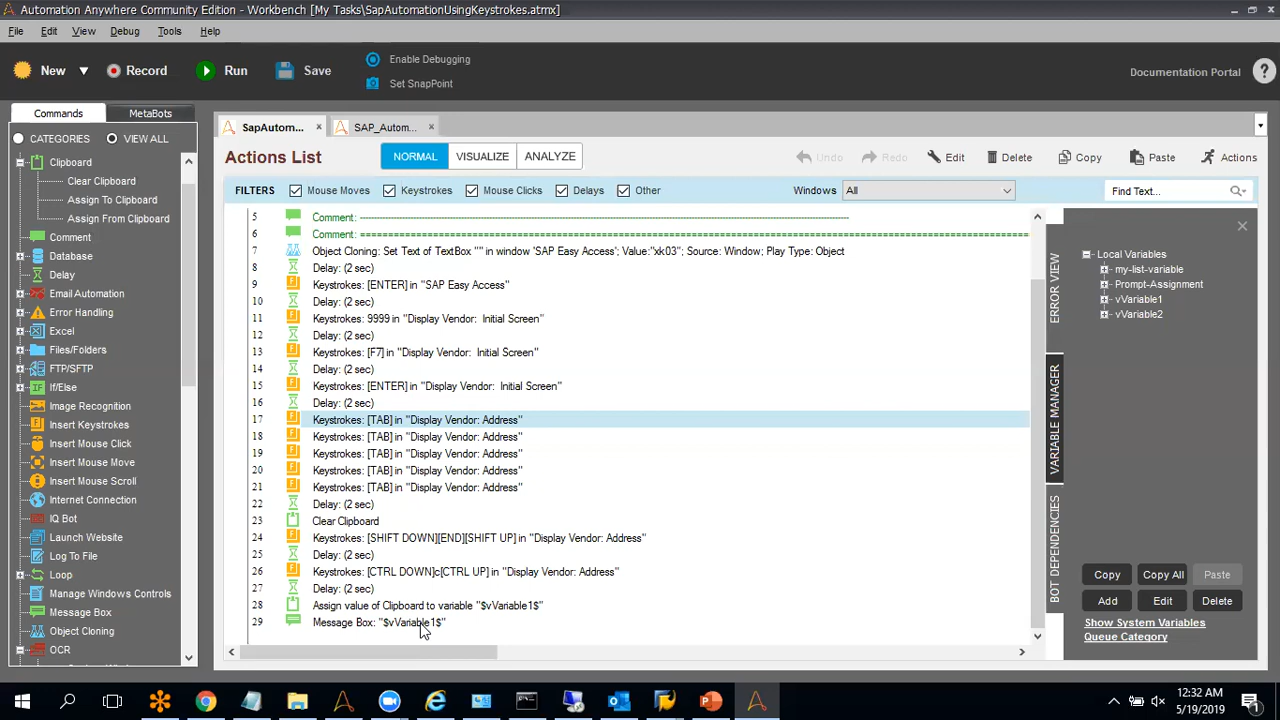 Automation Anywhere Community Edition - Workbench [My Tasks\SapAutomationUsingKeystrokes.atmx]
File Edit View Debug Tools Help
New Record Run Save
Enable Debugging
Set SnapPoint
Documentation Portal
Commands MetaBots
CATEGORIES VIEW ALL
Clipboard
Clear Clipboard
Assign To Clipboard
Assign From Clipboard
Comment
Database
Delay
Email Automation
Error Handling
Excel
Files/Folders
FTP/SFTP
If/Else
Image Recognition
Insert Keystrokes
Insert Mouse Click
Insert Mouse Move
Insert Mouse Scroll
Internet Connection
IQ Bot
Launch Website
Log To File
Loop
Manage Windows Controls
Message Box
Object Cloning
OCR
SapAutom... SAP_Autom...
Actions List NORMAL VISUALIZE ANALYZE Undo Redo Edit Delete Copy Paste Actions
FILTERS Mouse Moves Keystrokes Mouse Clicks Delays Other Windows All Find Text...
5 Comment: ------------------------------------------------------------
6 Comment: ============================================================
7 Object Cloning: Set Text of TextBox "" in window 'SAP Easy Access'; Value:"xk03"; Source: Window; Play Type: Object
8 Delay: (2 sec)
9 Keystrokes: [ENTER] in "SAP Easy Access"
10 Delay: (2 sec)
11 Keystrokes: 9999 in "Display Vendor:  Initial Screen"
12 Delay: (2 sec)
13 Keystrokes: [F7] in "Display Vendor:  Initial Screen"
14 Delay: (2 sec)
15 Keystrokes: [ENTER] in "Display Vendor:  Initial Screen"
16 Delay: (2 sec)
17 Keystrokes: [TAB] in "Display Vendor: Address"
18 Keystrokes: [TAB] in "Display Vendor: Address"
19 Keystrokes: [TAB] in "Display Vendor: Address"
20 Keystrokes: [TAB] in "Display Vendor: Address"
21 Keystrokes: [TAB] in "Display Vendor: Address"
22 Delay: (2 sec)
23 Clear Clipboard
24 Keystrokes: [SHIFT DOWN][END][SHIFT UP] in "Display Vendor: Address"
25 Delay: (2 sec)
26 Keystrokes: [CTRL DOWN]c[CTRL UP] in "Display Vendor: Address"
27 Delay: (2 sec)
28 Assign value of Clipboard to variable "$vVariable1$"
29 Message Box: "$vVariable1$"
ERROR VIEW
VARIABLE MANAGER
BOT DEPENDENCIES
Local Variables
my-list-variable
Prompt-Assignment
vVariable1
vVariable2
Copy Copy All Paste
Add Edit Delete
Show System Variables
Queue Category
12:32 AM
5/19/2019
1